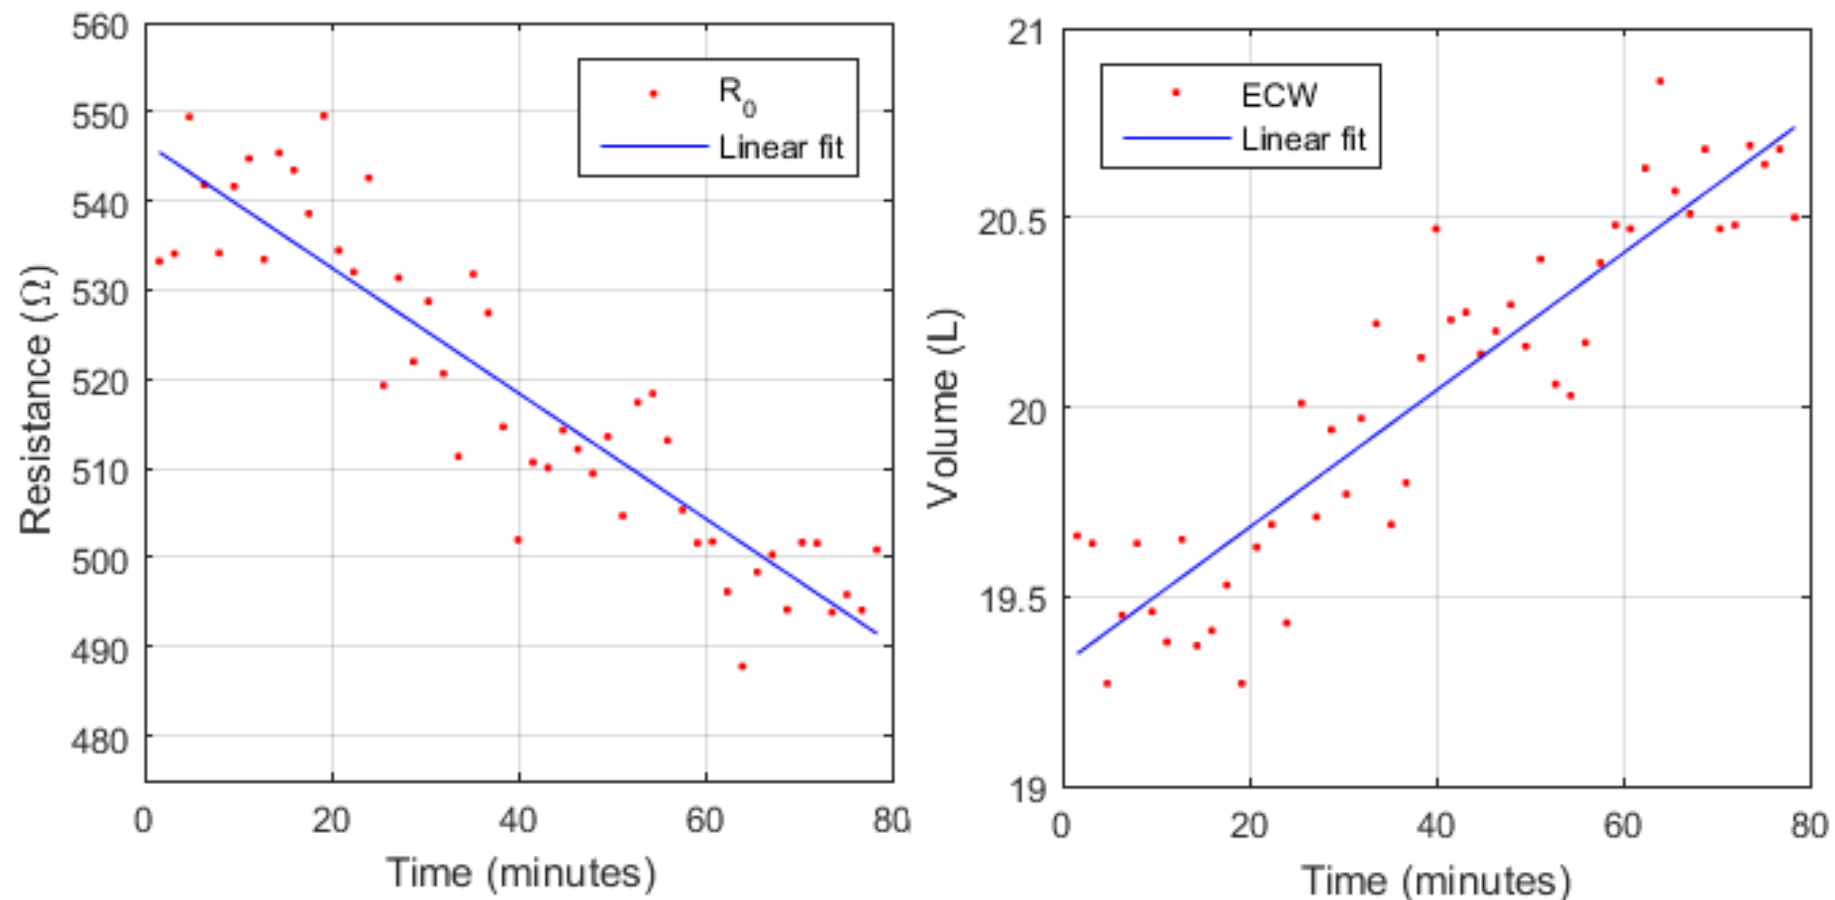 560
550
540
530
520
510
500
490
480
Resistance (Ω)
R0
Linear fit
0 20 40 60 80
Time (minutes)
21
20.5
20
19.5
19
Volume (L)
ECW
Linear fit
0 20 40 60 80
Time (minutes)